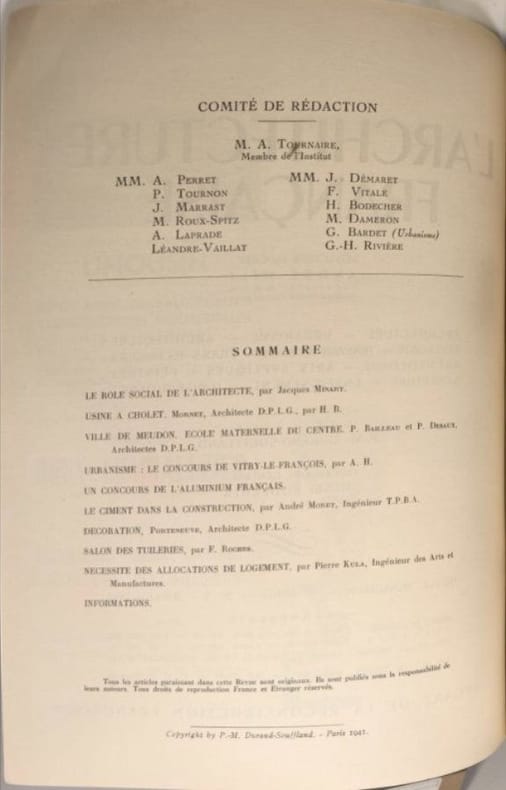 COMITÉ DE RÉDACTION
M. A. TOURNAIRE,
Membre de l'Institut
MM. A. PERRET
P. TOURNON
J. MARRAST
M. ROUX-SPITZ
A. LAPRADE
LÉANDRE-VAILLAT
MM. J. DÉMARET
F. VITALE
H. BODECHER
M. DAMERON
G. BARDET (Urbanisme)
G.-H. RIVIÈRE
SOMMAIRE
LE ROLE SOCIAL DE L'ARCHITECTE, par Jacques MINARY.
USINE A CHOLET. MORNET, Architecte D.P.L.G., par H. B.
VILLE DE MEUDON. ECOLE MATERNELLE DU CENTRE. P. BAILLEAU et P. DEBAUX,
Architectes D.P.L.G.
URBANISME : LE CONCOURS DE VITRY-LE-FRANÇOIS, par A. H.
UN CONCOURS DE L'ALUMINIUM FRANÇAIS.
LE CIMENT DANS LA CONSTRUCTION, par André MORET, Ingénieur T.P.B.A.
DECORATION, PORTENEUVE, Architecte D.P.L.G.
SALON DES TUILERIES, par F. ROCHES.
NECESSITE DES ALLOCATIONS DE LOGEMENT, par Pierre KULA, Ingénieur des Arts et
Manufactures.
INFORMATIONS.
Tous les articles paraissant dans cette Revue sont originaux. Ils sont publiés sous la responsabilité de
leurs auteurs. Tous droits de reproduction France et Etranger réservés.
Copyright by P.-M. Durand-Souffland. - Paris 1941.